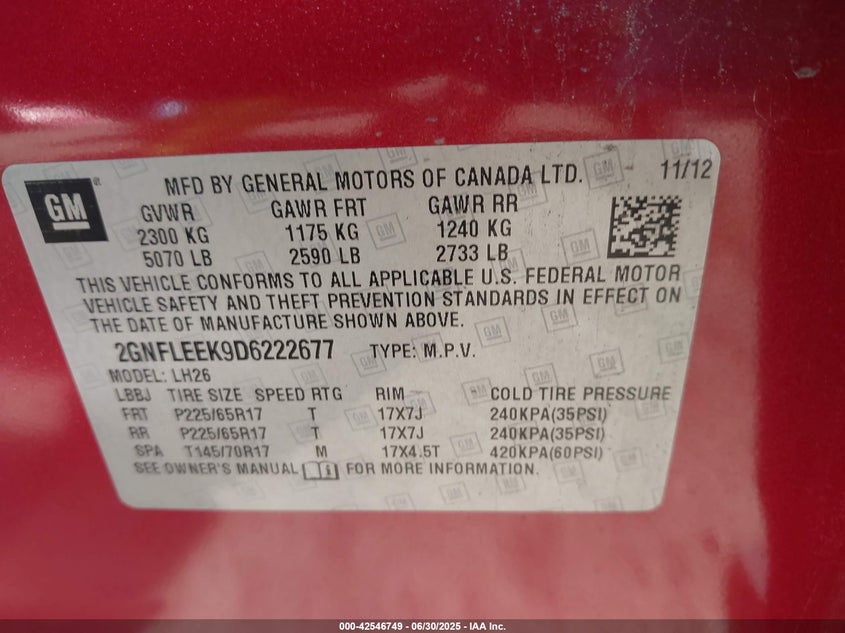 GM ®
MFD BY GENERAL MOTORS OF CANADA LTD. 11/12
GVWR GAWR FRT GAWR RR
2300 KG 1175 KG 1240 KG
5070 LB 2590 LB 2733 LB
THIS VEHICLE CONFORMS TO ALL APPLICABLE U.S. FEDERAL MOTOR
VEHICLE SAFETY AND THEFT PREVENTION STANDARDS IN EFFECT ON
THE DATE OF MANUFACTURE SHOWN ABOVE.
2GNFLEEK9D6222677 TYPE: M.P.V.
MODEL: LH26
LBBJ TIRE SIZE SPEED RTG RIM COLD TIRE PRESSURE
FRT P225/65R17 T 17X7J 240KPA(35PSI)
RR P225/65R17 T 17X7J 240KPA(35PSI)
SPA T145/70R17 M 17X4.5T 420KPA(60PSI)
SEE OWNER'S MANUAL FOR MORE INFORMATION.
000-42546749 - 06/30/2025 - IAA Inc.